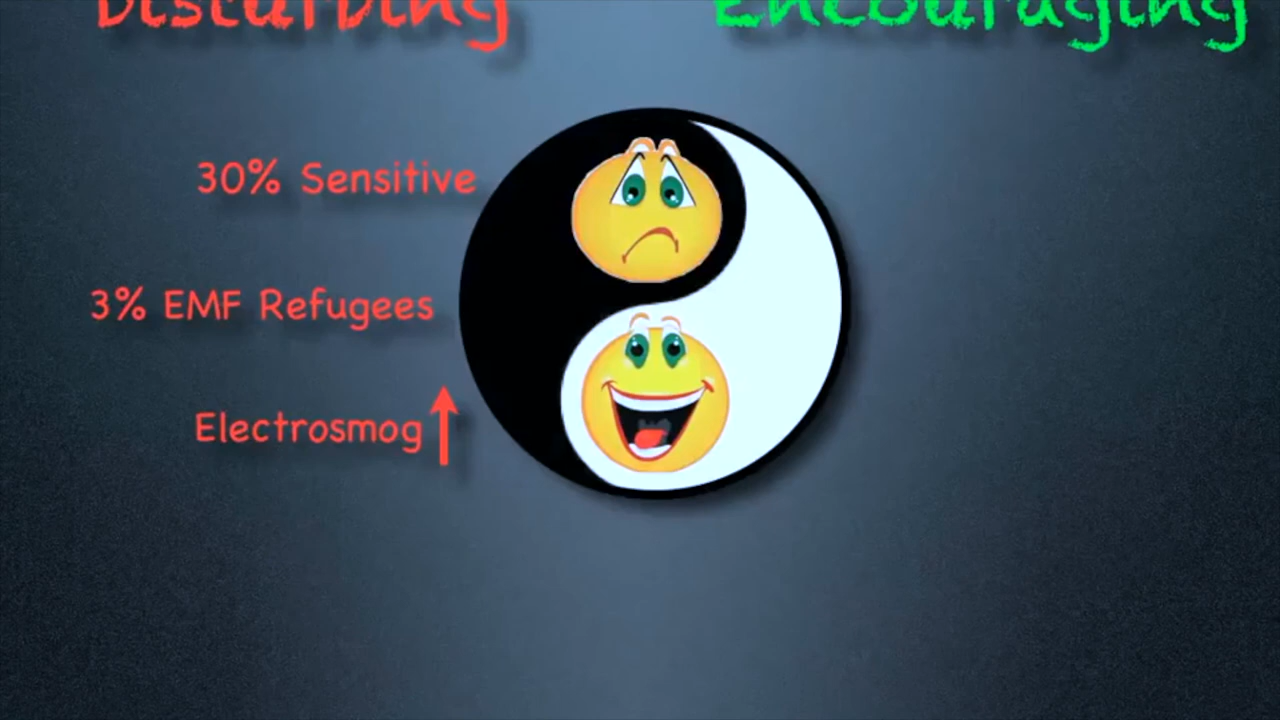 Disturbing Encouraging
30% Sensitive
3% EMF Refugees
Electrosmog